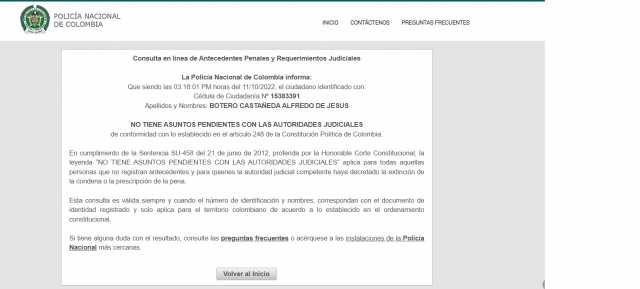 POLICÍA NACIONAL
DE COLOMBIA
INICIO CONTÁCTENOS PREGUNTAS FRECUENTES
Consulta en línea de Antecedentes Penales y Requerimientos Judiciales
La Policía Nacional de Colombia informa:
Que siendo las 03:18:01 PM horas del 11/10/2022, el ciudadano identificado con:
Cédula de Ciudadanía Nº 15383391
Apellidos y Nombres: BOTERO CASTAÑEDA ALFREDO DE JESUS
NO TIENE ASUNTOS PENDIENTES CON LAS AUTORIDADES JUDICIALES
de conformidad con lo establecido en el artículo 248 de la Constitución Política de Colombia.
En cumplimiento de la Sentencia SU-458 del 21 de junio de 2012, proferida por la Honorable Corte Constitucional, la
leyenda "NO TIENE ASUNTOS PENDIENTES CON LAS AUTORIDADES JUDICIALES" aplica para todas aquellas
personas que no registran antecedentes y para quienes la autoridad judicial competente haya decretado la extinción de
la condena o la prescripción de la pena.
Esta consulta es válida siempre y cuando el número de identificación y nombres, correspondan con el documento de
identidad registrado y solo aplica para el territorio colombiano de acuerdo a lo establecido en el ordenamiento
constitucional.
Si tiene alguna duda con el resultado, consulte las preguntas frecuentes o acérquese a las instalaciones de la Policía
Nacional más cercanas.
Volver al Inicio